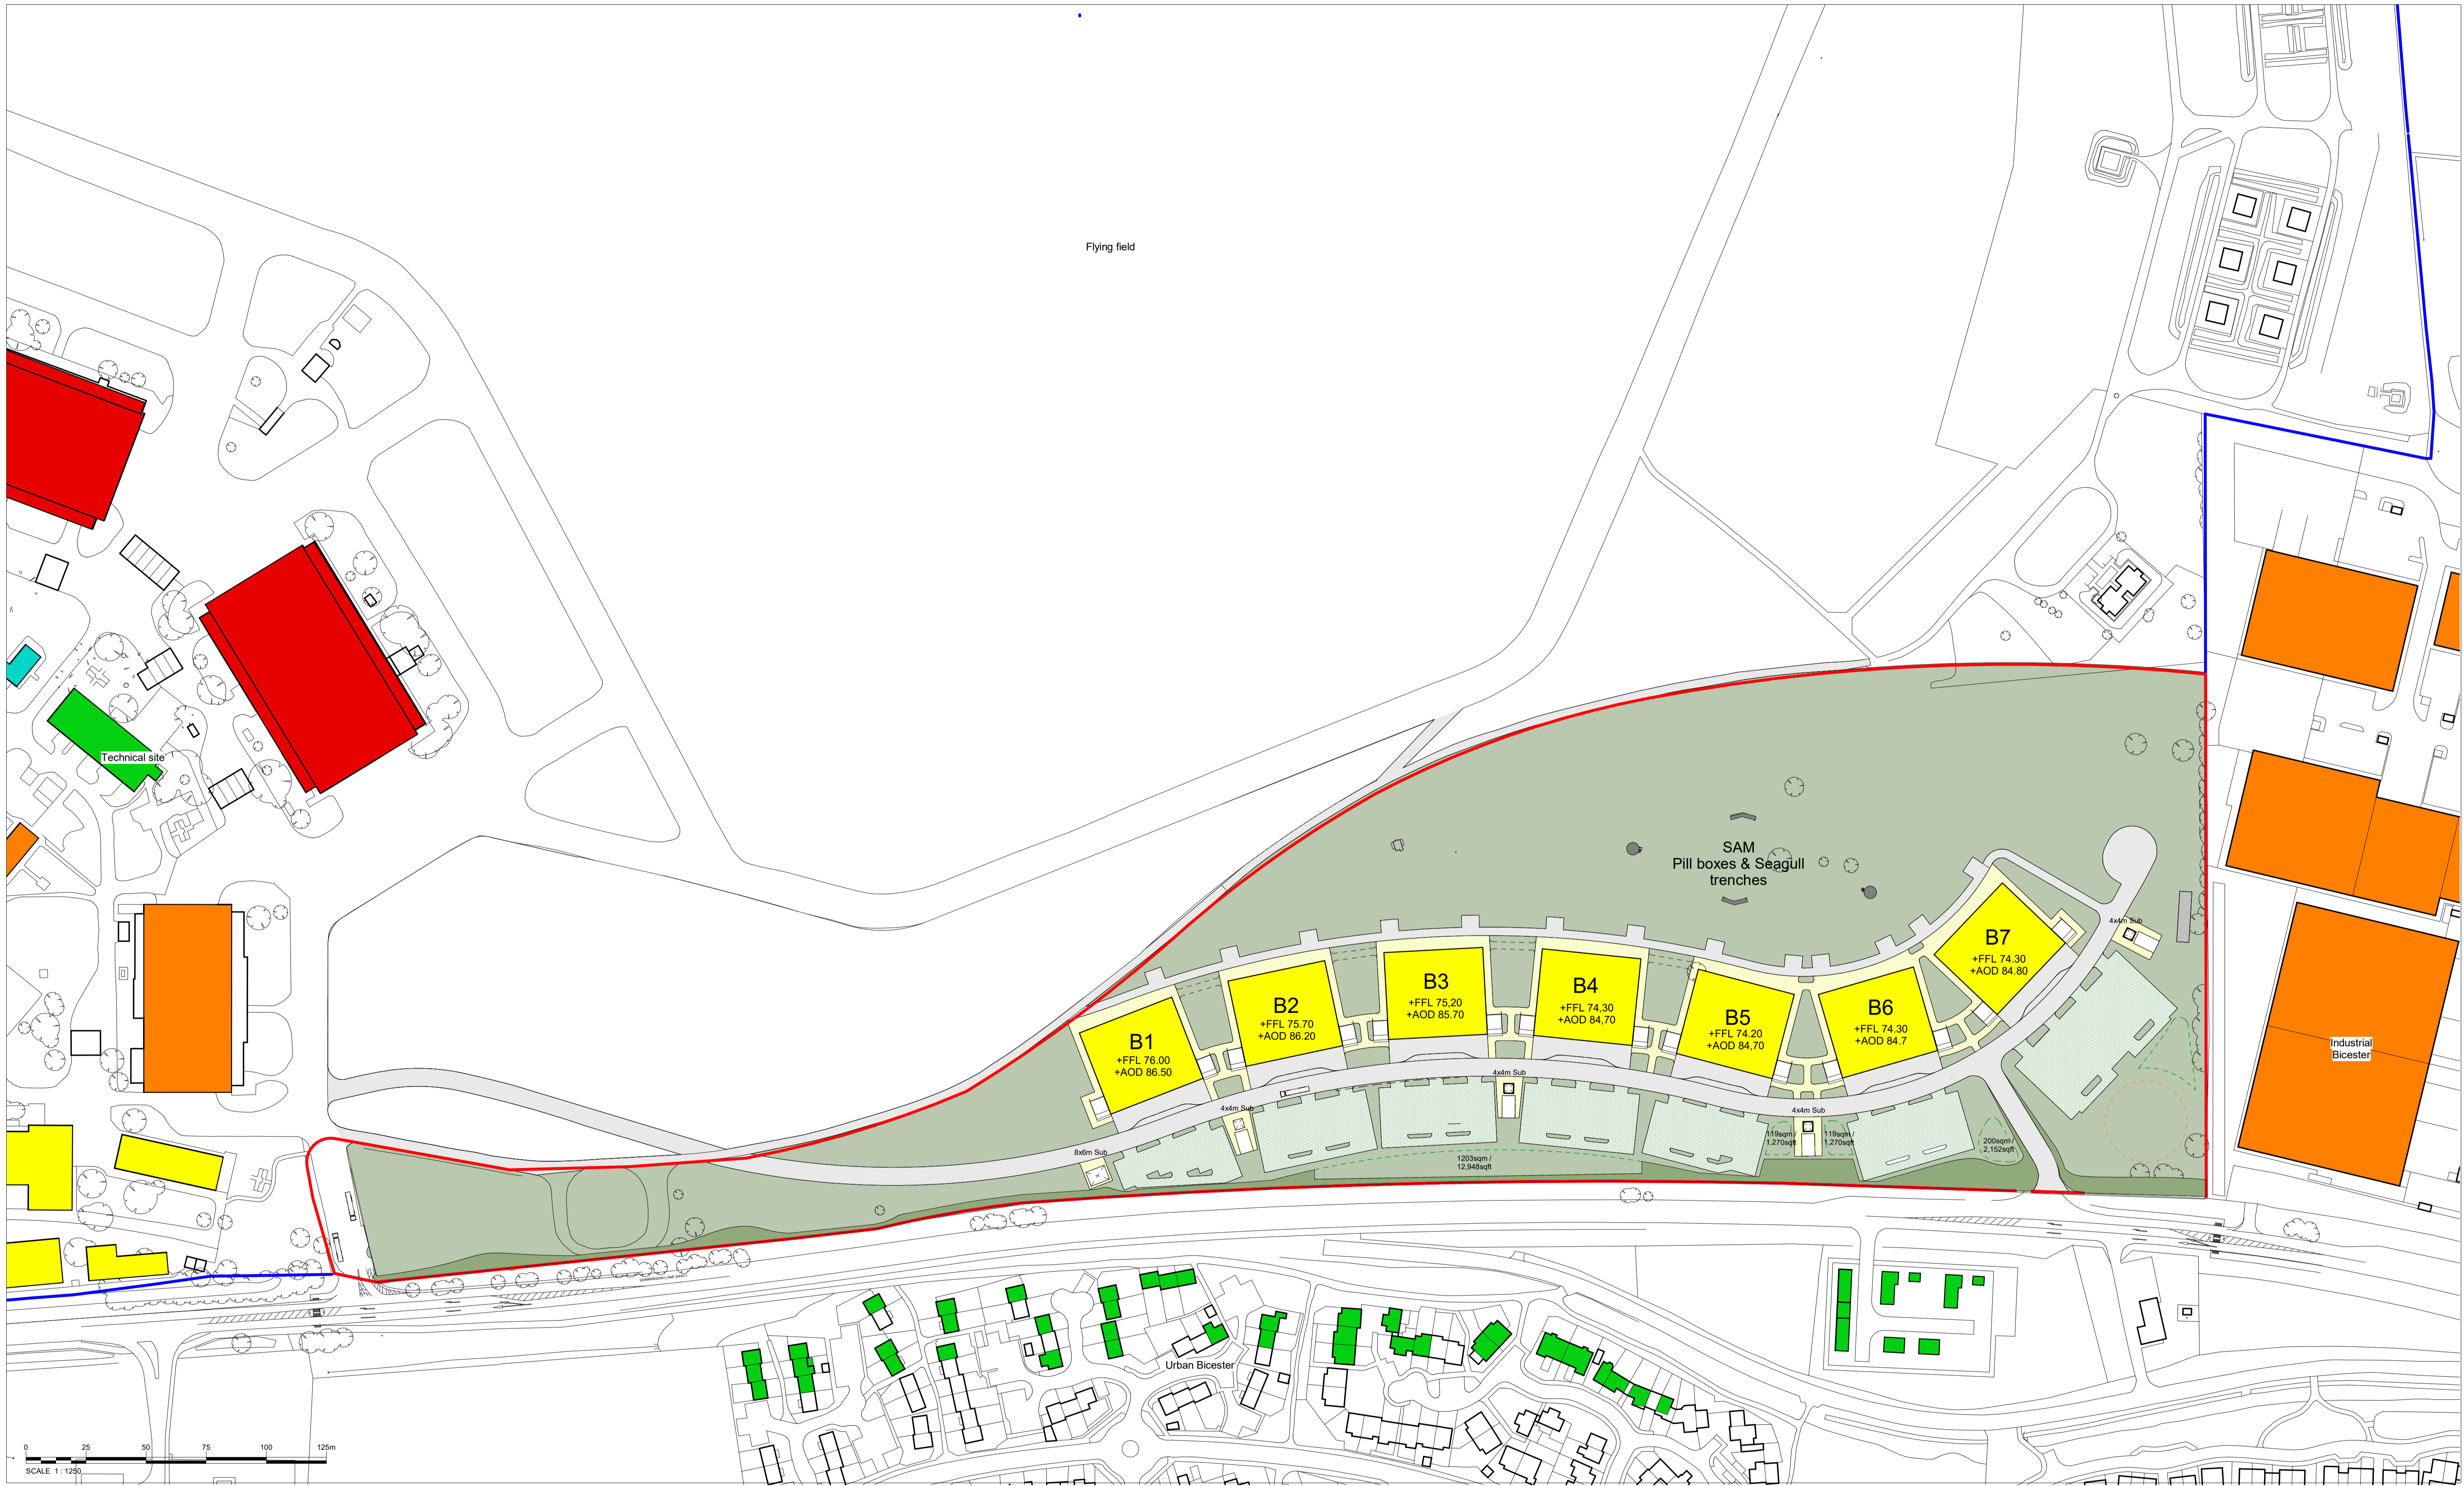 Flying field
Technical site
SAM
Pill boxes & Seagull
trenches
4x4m Sub
B7
+FFL 74.30
+AOD 84.80
B3
+FFL 75,20
+AOD 85.70
B4
+FFL 74,30
+AOD 84,70
B2
+FFL 75.70
+AOD 86.20
B6
+FFL 74.30
+AOD 84.7
B5
+FFL 74.20
+AOD 84,70
B1
+FFL 76.00
+AOD 86.50
Industrial
Bicester
4x4m Sub
4x4m Sub
4x4m Sub
119sqm /
1,270sqft
119sqm /
1,270sqft
200sqm /
2,152sqft
8x6m Sub
1203sqm /
12,948sqft
Urban Bicester
0 25 50 75 100 125m
SCALE 1 : 1250